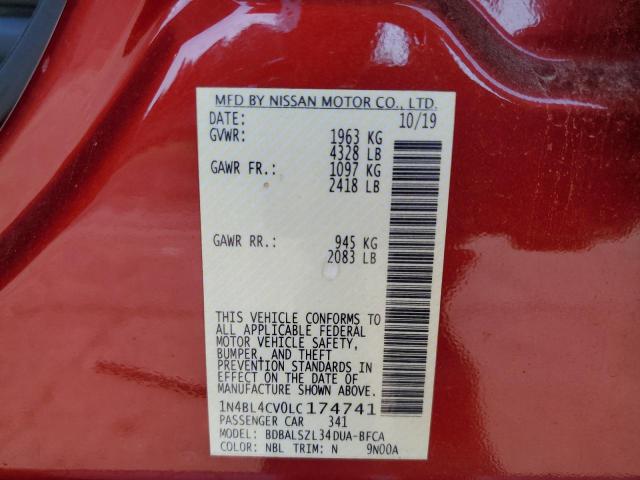 MFD BY NISSAN MOTOR CO., LTD.
DATE: 10/19
GVWR: 1963 KG
4328 LB
GAWR FR.: 1097 KG
2418 LB
GAWR RR.: 945 KG
2083 LB
THIS VEHICLE CONFORMS TO
ALL APPLICABLE FEDERAL
MOTOR VEHICLE SAFETY,
BUMPER, AND THEFT
PREVENTION STANDARDS IN
EFFECT ON THE DATE OF
MANUFACTURE SHOWN ABOVE.
1N4BL4CV0LC174741
PASSENGER CAR 341
MODEL: BDBALSZL34DUA-BFCA
COLOR: NBL TRIM: N 9N00A